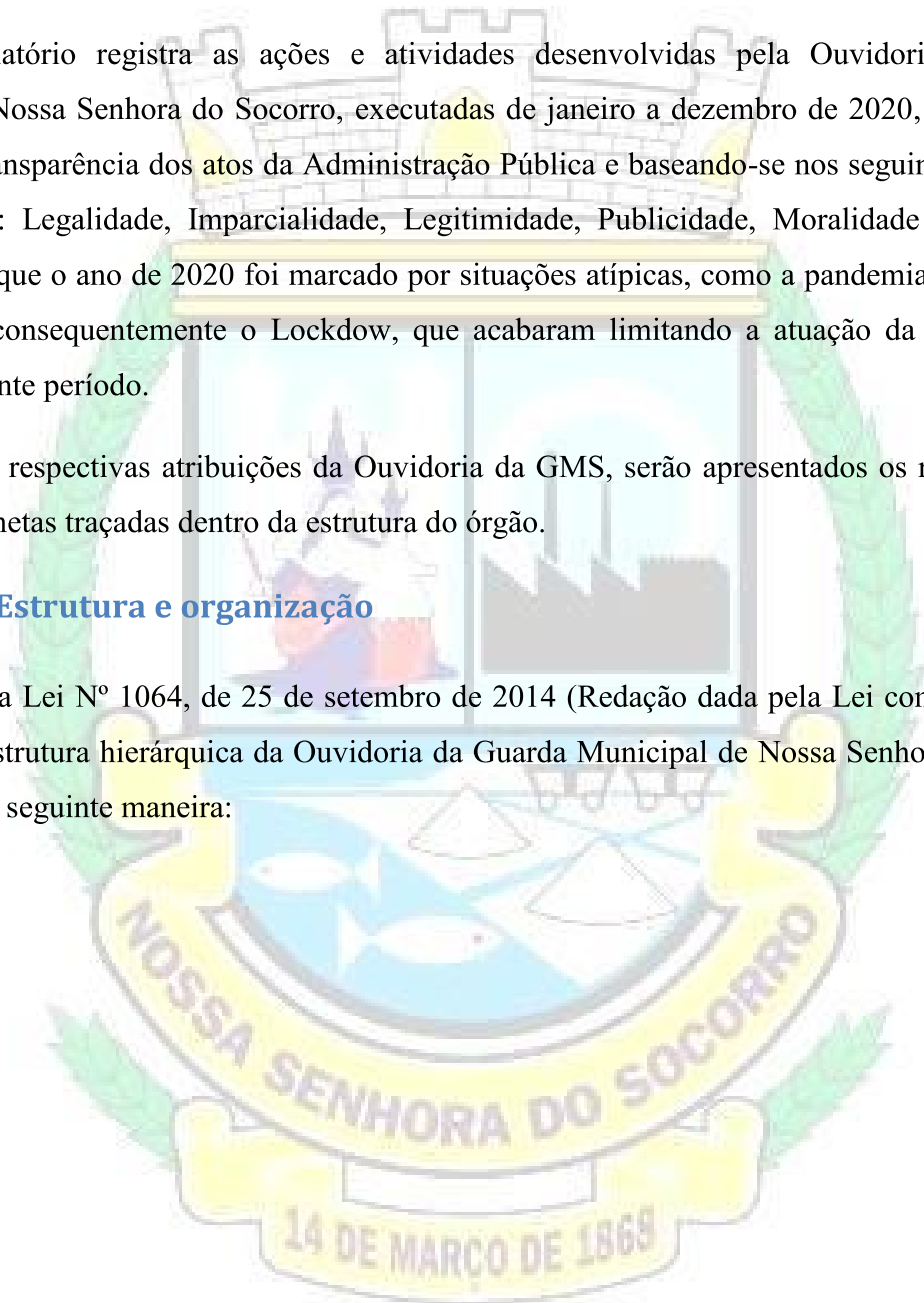 latório registra as ações e atividades desenvolvidas pela Ouvidori
Nossa Senhora do Socorro, executadas de janeiro a dezembro de 2020,
ansparência dos atos da Administração Pública e baseando-se nos seguin
: Legalidade, Imparcialidade, Legitimidade, Publicidade, Moralidade
que o ano de 2020 foi marcado por situações atípicas, como a pandemia
consequentemente o Lockdow, que acabaram limitando a atuação da
nte período.
respectivas atribuições da Ouvidoria da GMS, serão apresentados os r
metas traçadas dentro da estrutura do órgão.
Estrutura e organização
a Lei Nº 1064, de 25 de setembro de 2014 (Redação dada pela Lei con
strutura hierárquica da Ouvidoria da Guarda Municipal de Nossa Senho
seguinte maneira:
NOSSA SENHORA DO SOCORRO
14 DE MARÇO DE 1868